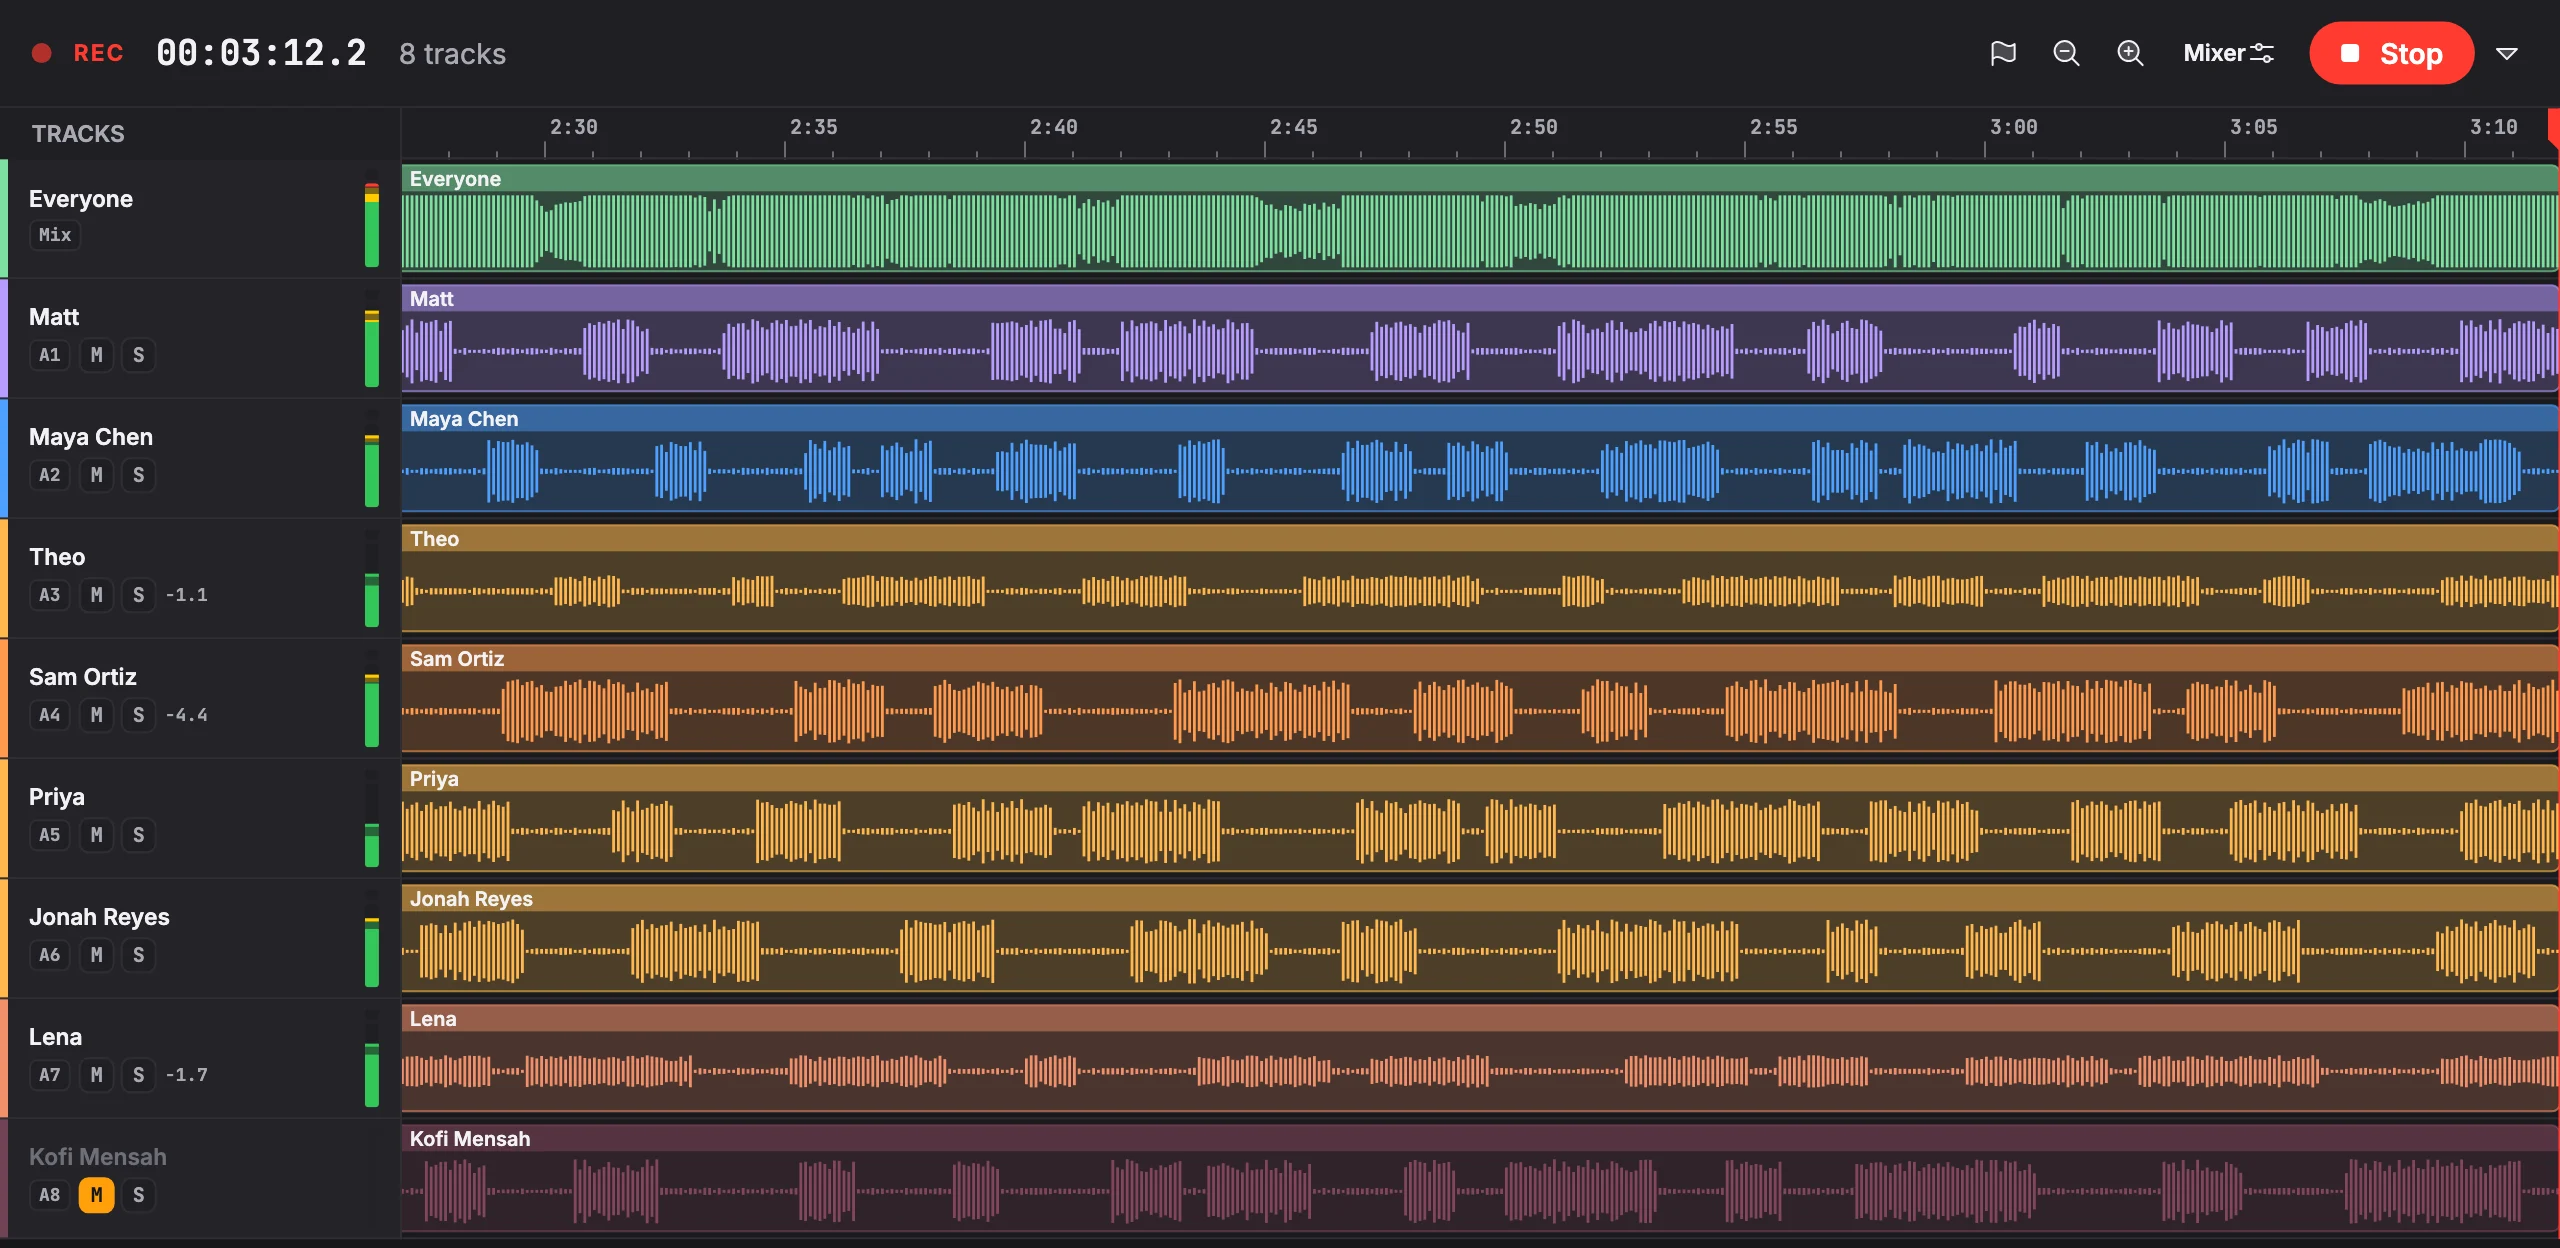 REC 00:03:12.2 8 tracks Mixer Stop
TRACKS 2:30 2:35 2:40 2:45 2:50 2:55 3:00 3:05 3:10
Everyone
Mix
Everyone
Matt
A1 M S
Matt
Maya Chen
A2 M S
Maya Chen
Theo
A3 M S -1.1
Theo
Sam Ortiz
A4 M S -4.4
Sam Ortiz
Priya
A5 M S
Priya
Jonah Reyes
A6 M S
Jonah Reyes
Lena
A7 M S -1.7
Lena
Kofi Mensah
A8 M S
Kofi Mensah